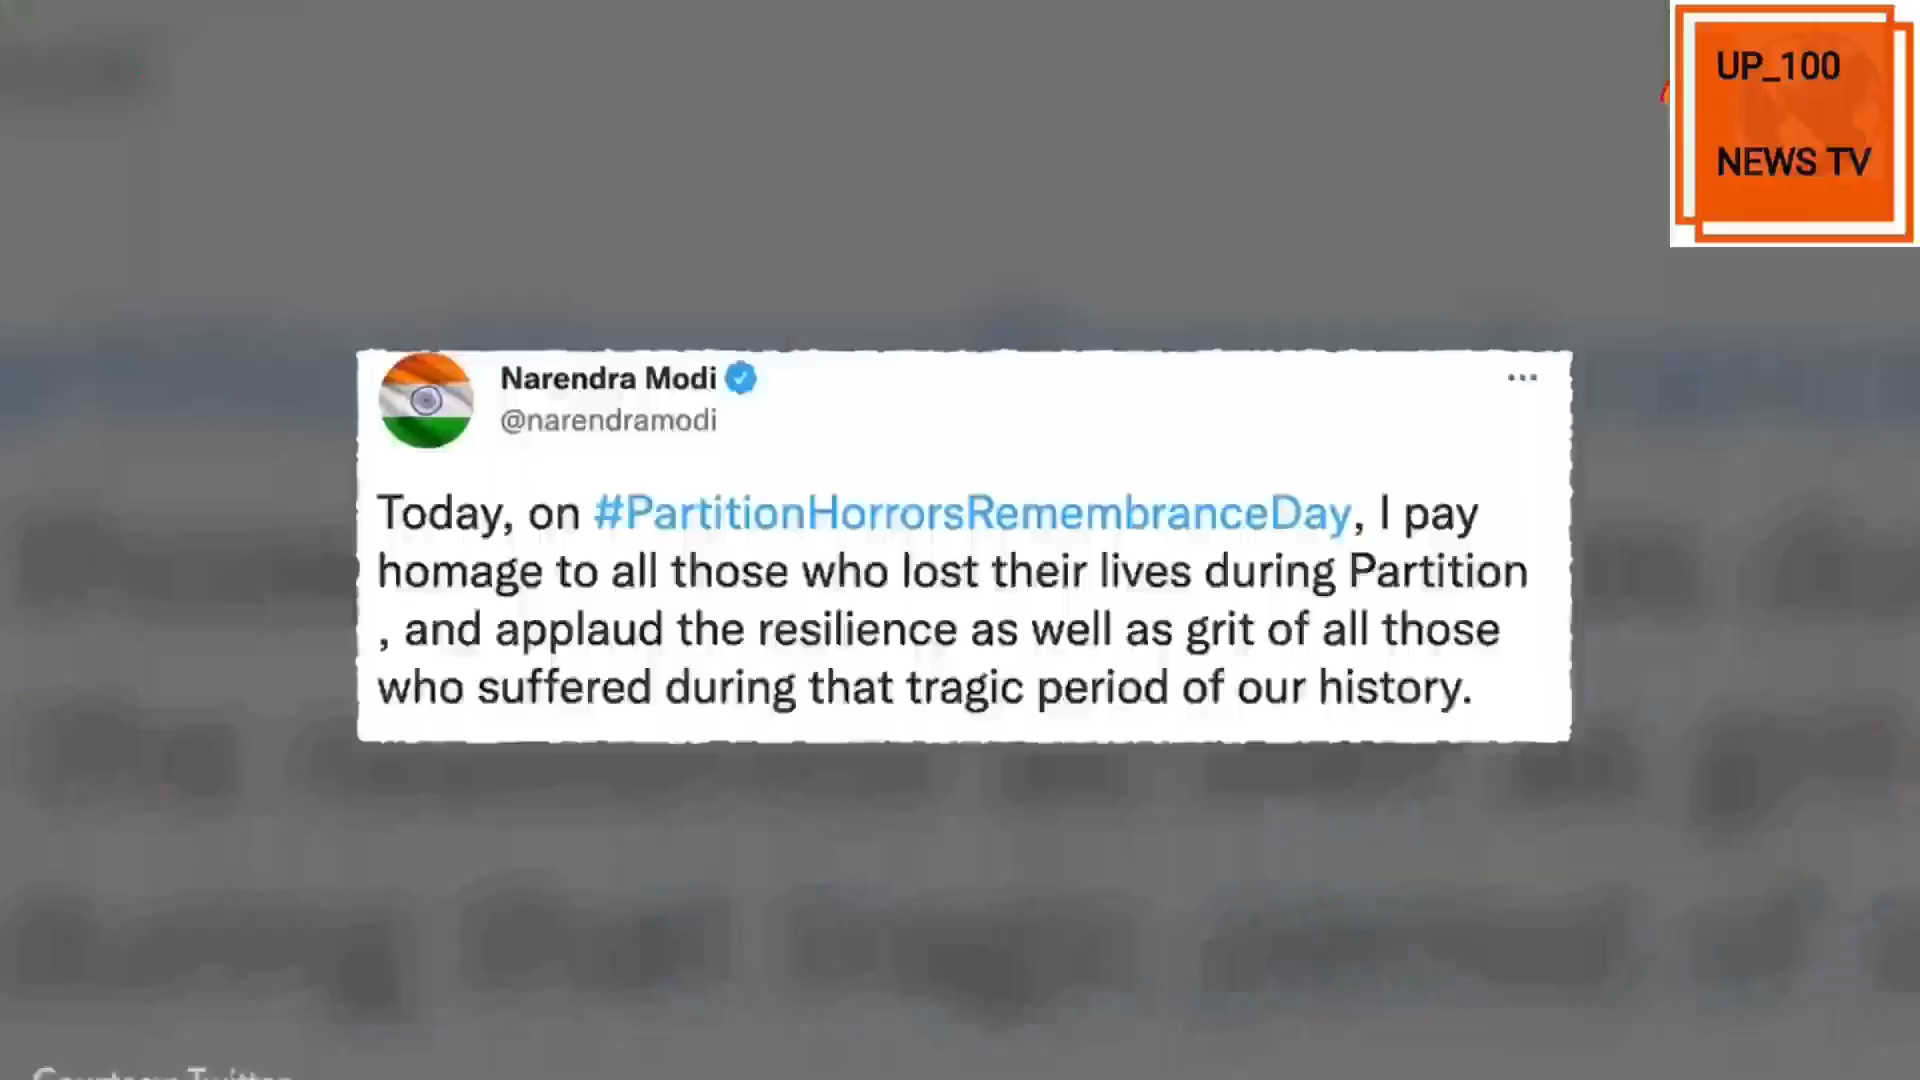 UP_100
NEWS TV
Narendra Modi
@narendramodi
Today, on #PartitionHorrorsRemembranceDay, I pay
homage to all those who lost their lives during Partition
, and applaud the resilience as well as grit of all those
who suffered during that tragic period of our history.